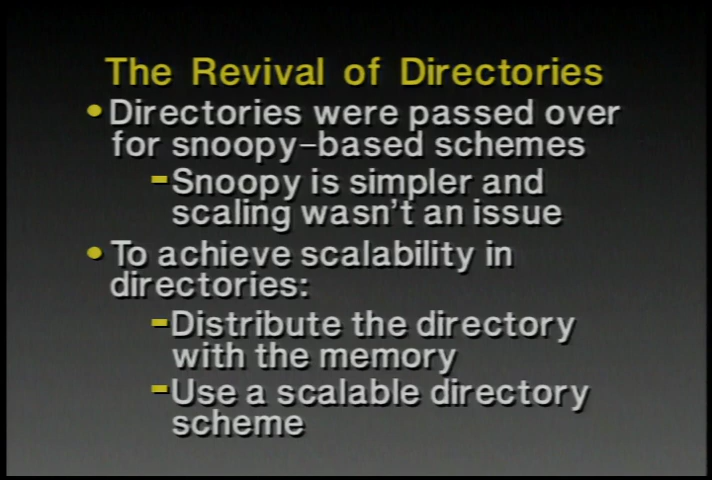 The Revival of Directories
• Directories were passed over
for snoopy-based schemes
- Snoopy is simpler and
scaling wasn't an issue
• To achieve scalability in
directories:
- Distribute the directory
with the memory
- Use a scalable directory
scheme